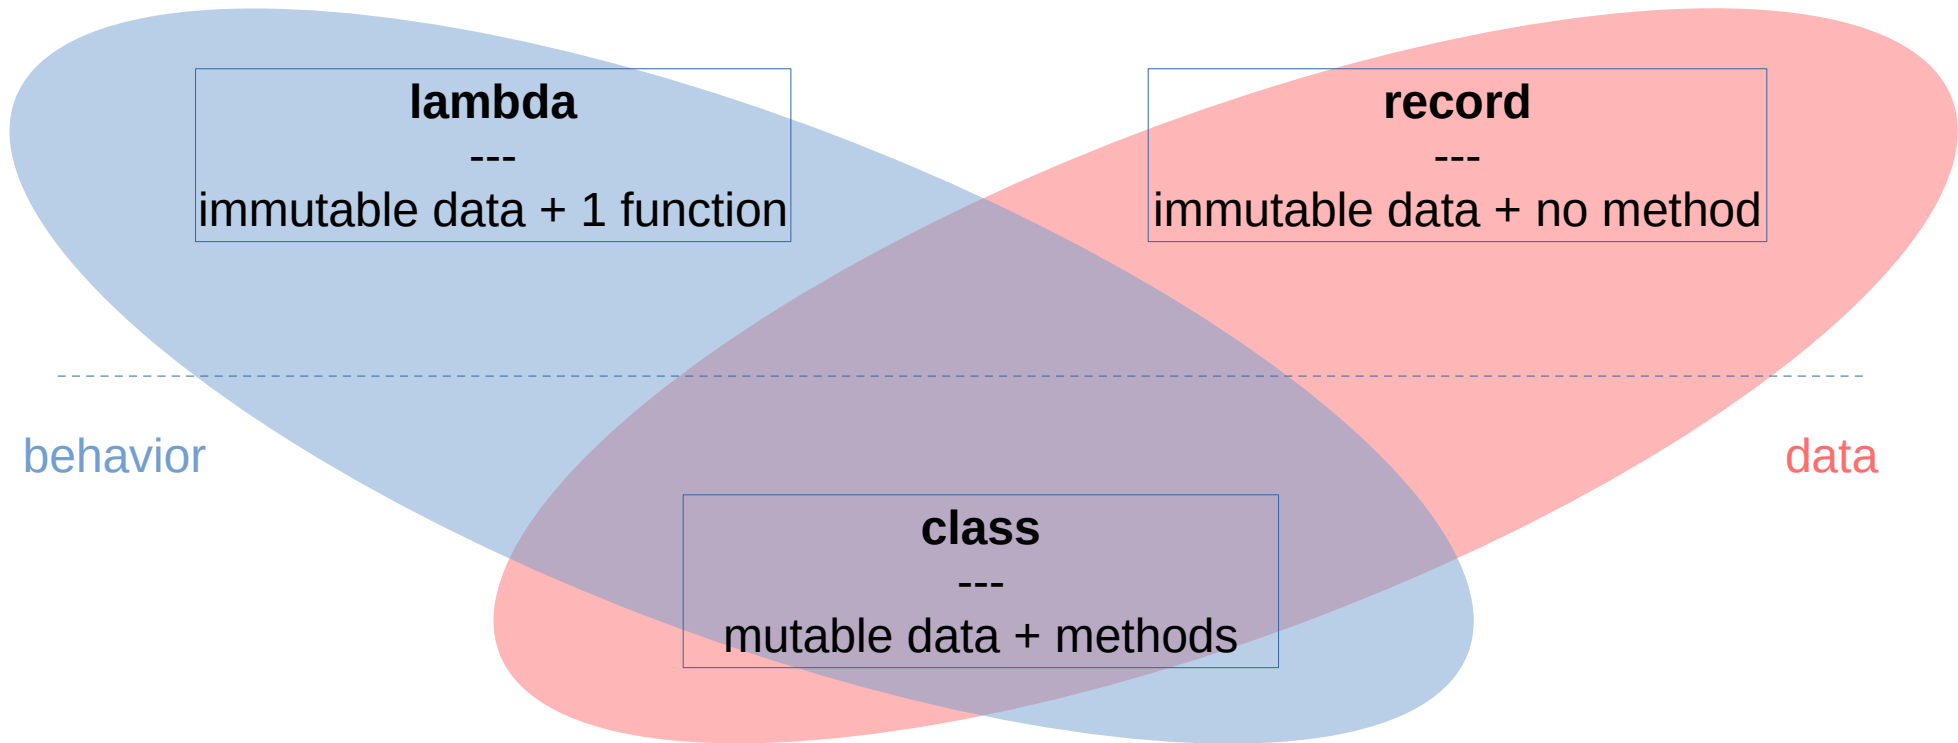 lambda
---
immutable data + 1 function
record
---
immutable data + no method
behavior
data
class
---
mutable data + methods